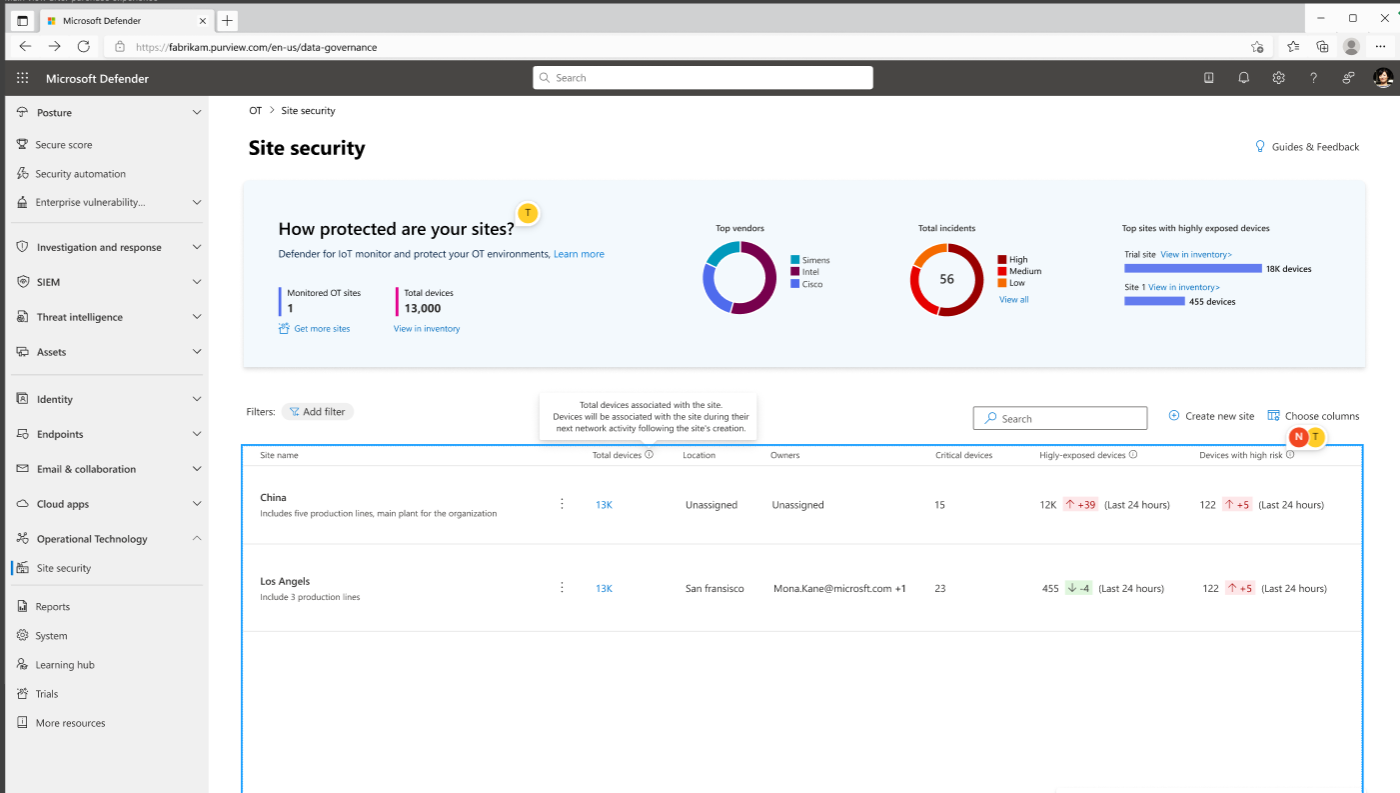 Microsoft Defender
https://fabrikam.purview.com/en-us/data-governance
Microsoft Defender
Search
Posture
Secure score
Security automation
Enterprise vulnerability...
Investigation and response
SIEM
Threat intelligence
Assets
Identity
Endpoints
Email & collaboration
Cloud apps
Operational Technology
Site security
Reports
System
Learning hub
Trials
More resources
OT > Site security
Site security
Guides & Feedback
How protected are your sites?
T
Defender for IoT monitor and protect your OT environments, Learn more
Monitored OT sites
1
Get more sites
Total devices
13,000
View in inventory
Top vendors
Simens
Intel
Cisco
Total incidents
56
High
Medium
Low
View all
Top sites with highly exposed devices
Trial site View in inventory>
18K devices
Site 1 View in inventory>
455 devices
Filters: Add filter
Total devices associated with the site.
Devices will be associated with the site during their
next network activity following the site's creation.
Search
Create new site
Choose columns
N T
Site name Total devices Location Owners Critical devices Higly-exposed devices Devices with high risk
China
Includes five production lines, main plant for the organization
13K Unassigned Unassigned 15 12K +39 (Last 24 hours) 122 +5 (Last 24 hours)
Los Angels
Include 3 production lines
13K San fransisco Mona.Kane@microsft.com +1 23 455 -4 (Last 24 hours) 122 +5 (Last 24 hours)